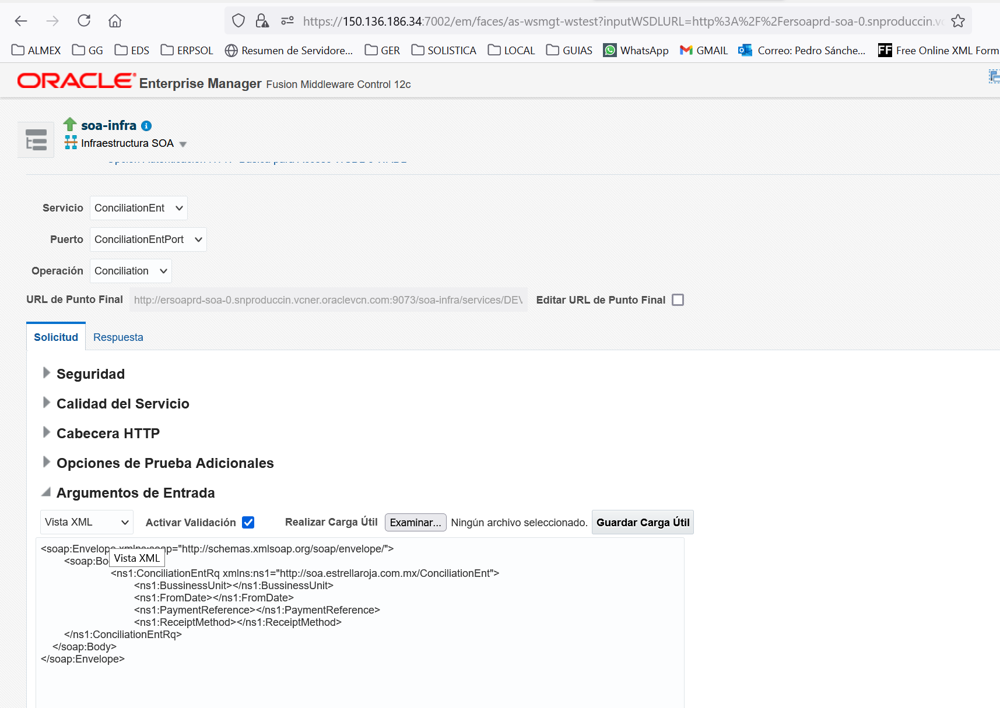 https://150.136.186.34:7002/em/faces/as-wsmgt-wstest?inputWSDLURL=http%3A%2F%2Fersoaprd-soa-0.snproduccin.vc
ALMEX GG EDS ERPSOL Resumen de Servidore... GER SOLISTICA LOCAL GUIAS WhatsApp GMAIL Correo: Pedro Sánche... FF Free Online XML Form
ORACLE Enterprise Manager Fusion Middleware Control 12c
soa-infra
Infraestructura SOA
Servicio ConciliationEnt
Puerto ConciliationEntPort
Operación Conciliation
URL de Punto Final http://ersoaprd-soa-0.snproduccin.vcner.oraclevcn.com:9073/soa-infra/services/DE\ Editar URL de Punto Final
Solicitud Respuesta
Seguridad
Calidad del Servicio
Cabecera HTTP
Opciones de Prueba Adicionales
Argumentos de Entrada
Vista XML Activar Validación Realizar Carga Útil Examinar... Ningún archivo seleccionado. Guardar Carga Útil
<soap:Envelope xmlns:soap="http://schemas.xmlsoap.org/soap/envelope/">
<soap:Bo Vista XML
<ns1:ConciliationEntRq xmlns:ns1="http://soa.estrellaroja.com.mx/ConciliationEnt">
<ns1:BussinessUnit></ns1:BussinessUnit>
<ns1:FromDate></ns1:FromDate>
<ns1:PaymentReference></ns1:PaymentReference>
<ns1:ReceiptMethod></ns1:ReceiptMethod>
</ns1:ConciliationEntRq>
</soap:Body>
</soap:Envelope>